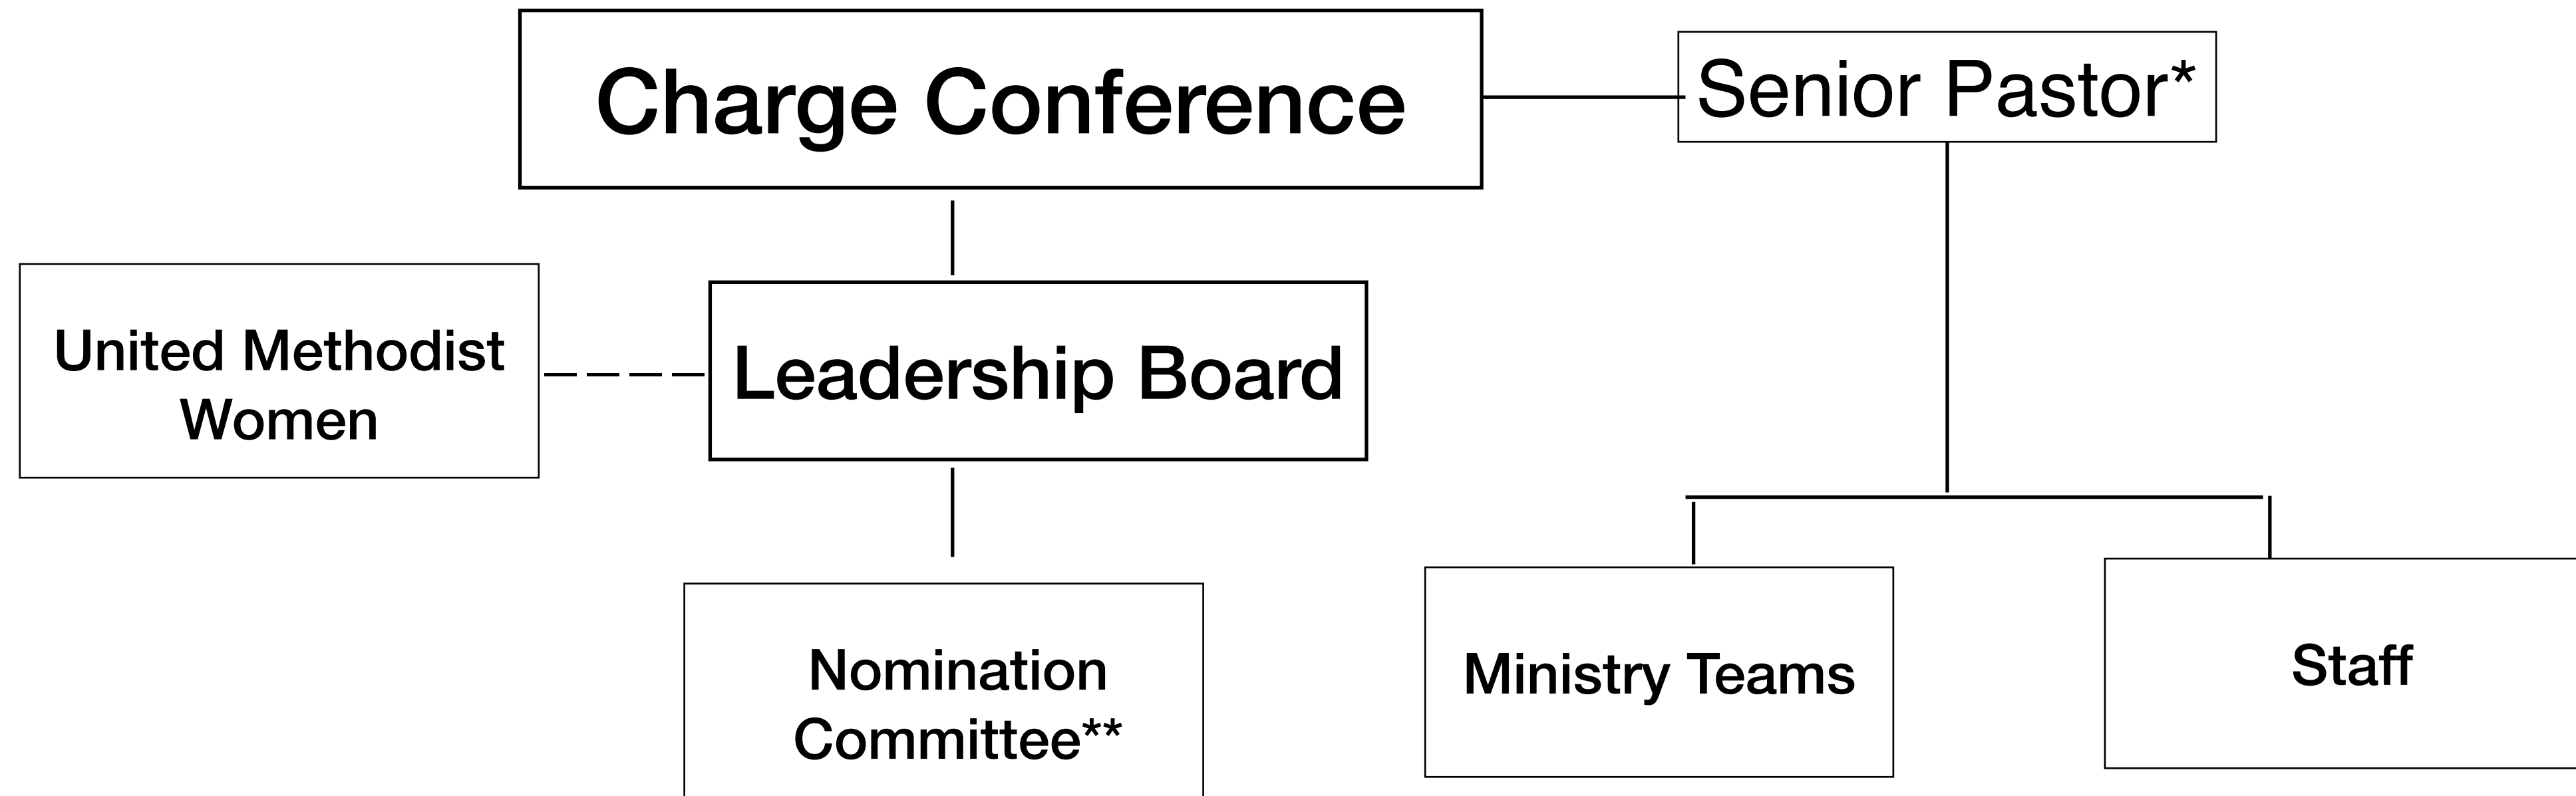 Charge Conference
Senior Pastor*
United Methodist
Women
Leadership Board
Nomination
Committee**
Ministry Teams
Staff